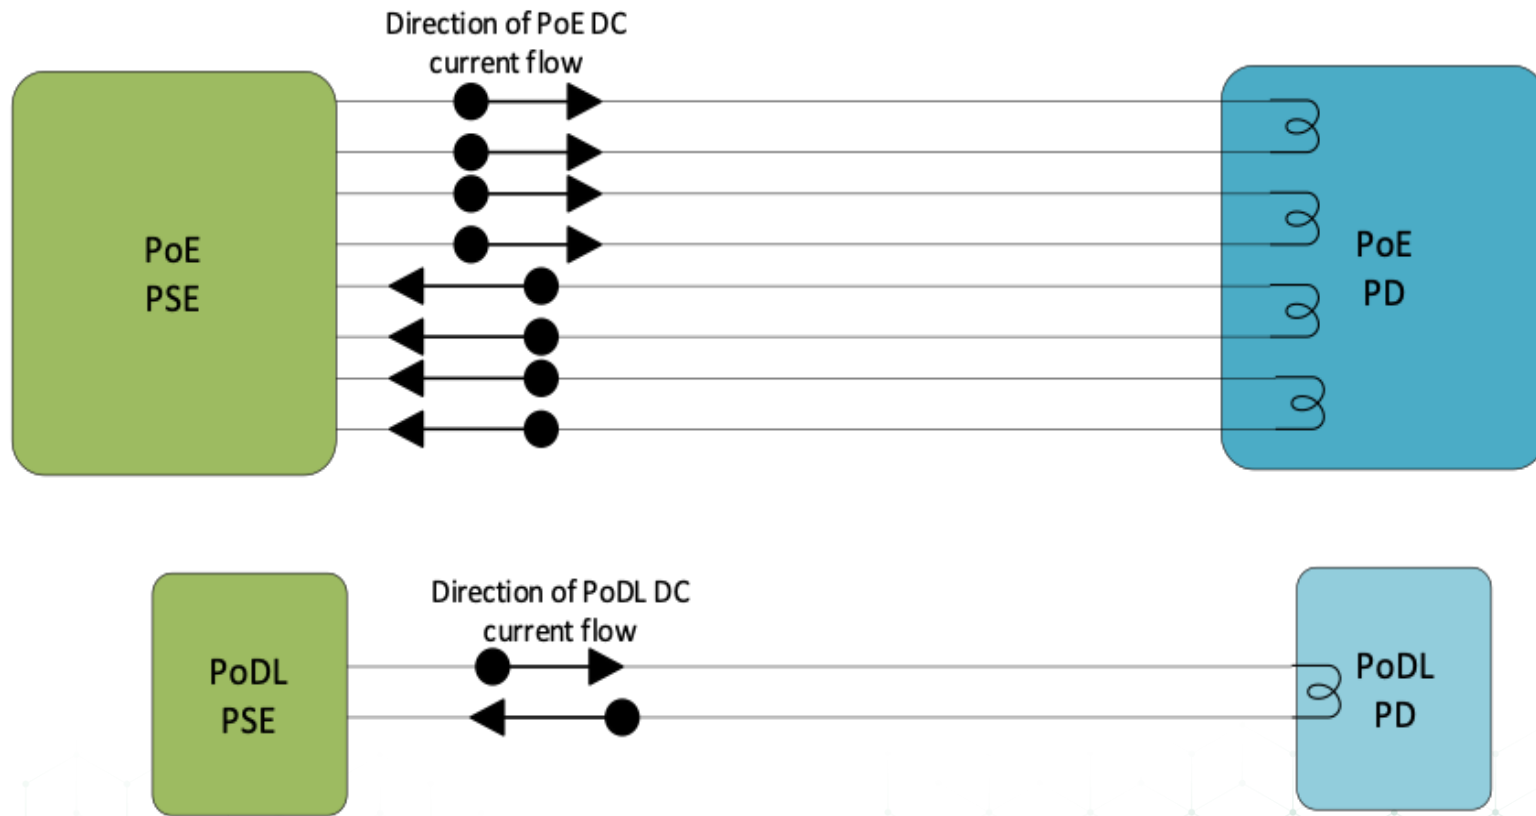 Direction of PoE DC
current flow
PoE
PSE
PoE
PD
Direction of PoDL DC
current flow
PoDL
PSE
PoDL
PD